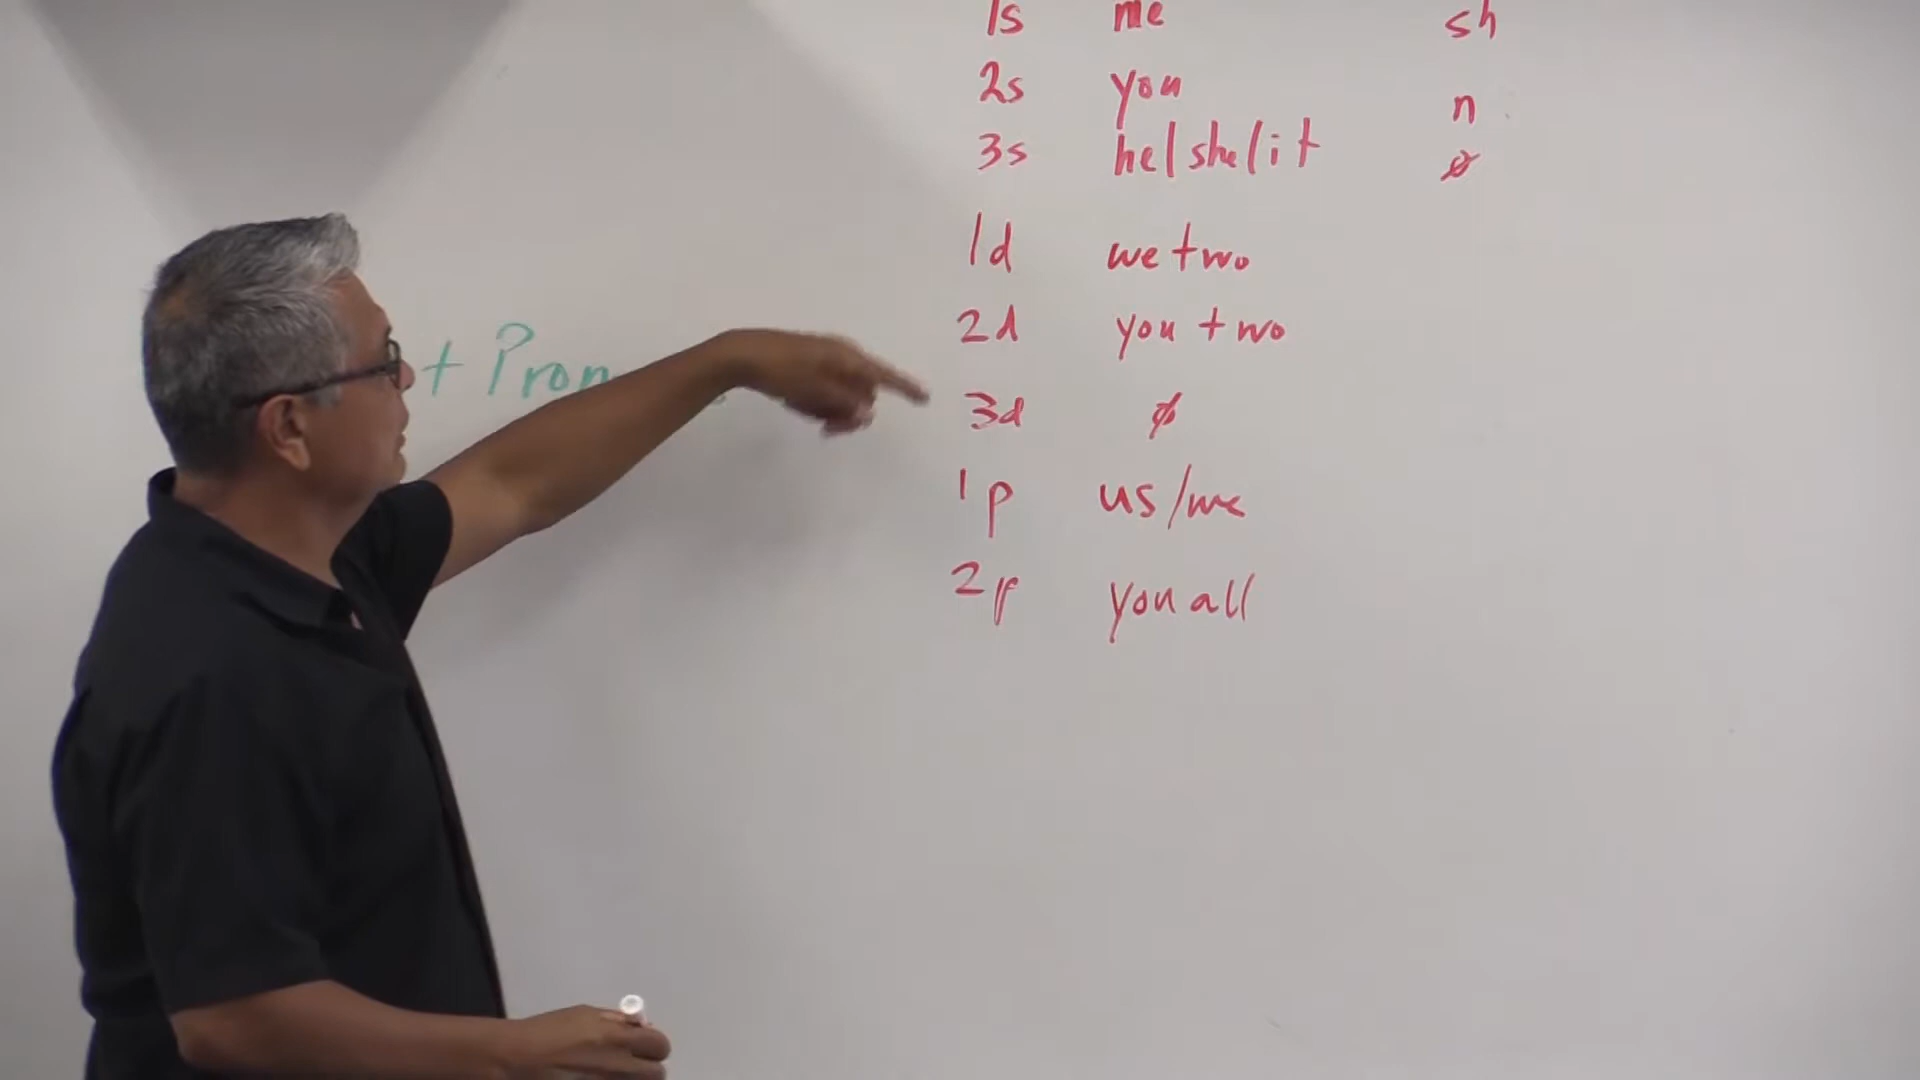 1s me sh
2s you n
3s he/she/it ø
1d we two
2d you two
+ Pron
3d ø
1p us/we
2p you all